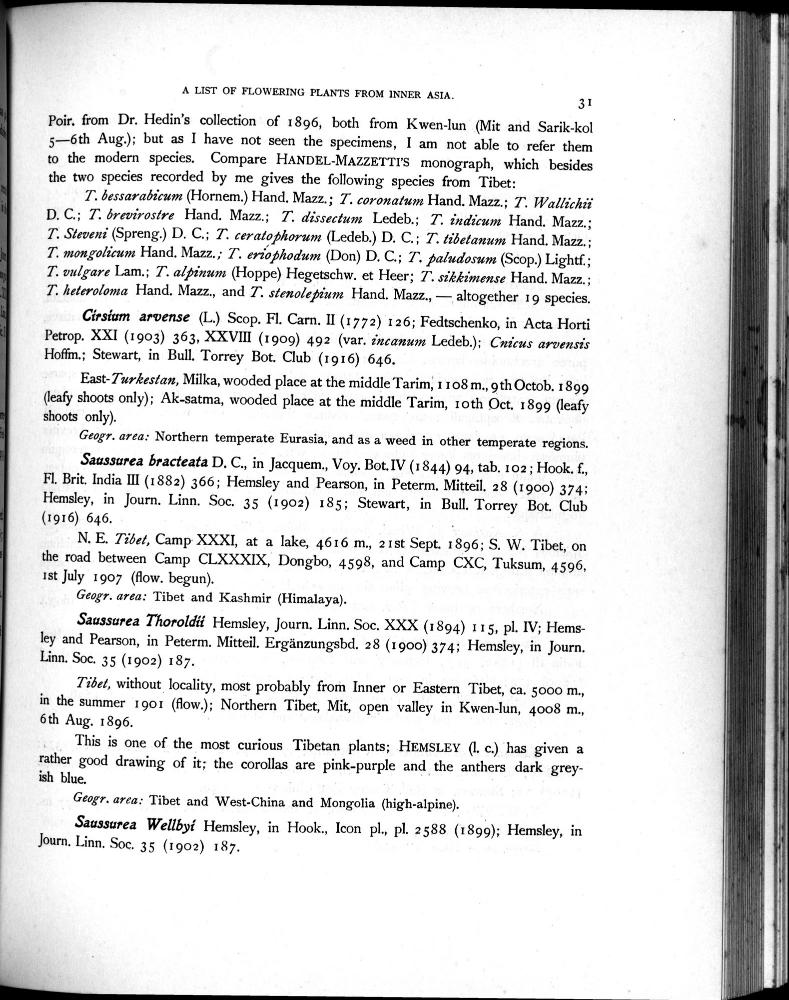 A LIST OF FLOWERING PLANTS FROM INNER ASIA.
31
Poir. from Dr. Hedin's collection of 1896, both from Kwen-lun (Mit and Sarik-kol
5—6th Aug.); but as I have not seen the specimens, I am not able to refer them
to the modern species. Compare HANDEL-MAZZETTI'S monograph, which besides
the two species recorded by me gives the following species from Tibet:
T. bessarabicum (Hornem.) Hand. Mazz.; T. coronatum Hand. Mazz.; T. Wallichii
D. C.; T. brevirostre Hand. Mazz.; T. dissectum Ledeb.; T. indicum Hand. Mazz.;
T. Steveni (Spreng.) D. C.; T. ceratophorum (Ledeb.) D. C.; T. tibetanum Hand. Mazz.;
T. mongolicum Hand. Mazz.; T. eriophodum (Don) D. C.; T. paludosum (Scop.) Lightf.;
T. vulgare Lam.; T. alpinum (Hoppe) Hegetschw. et Heer; T. sikkimense Hand. Mazz.;
T. heteroloma Hand. Mazz., and T. stenolepium Hand. Mazz., — altogether 19 species.
Cirsium arvense (L.) Scop. Fl. Carn. II (1772) 126; Fedtschenko, in Acta Horti
Petrop. XXI (1903) 363, XXVIII (1909) 492 (var. incanum Ledeb.); Cnicus arvensis
Hoffm.; Stewart, in Bull. Torrey Bot. Club (1916) 646.
East-Turkestan, Milka, wooded place at the middle Tarim, 1108 m., 9th Octob. 1899
(leafy shoots only); Ak-satma, wooded place at the middle Tarim, 10th Oct. 1899 (leafy
shoots only).
Geogr. area: Northern temperate Eurasia, and as a weed in other temperate regions.
Saussurea bracteata D. C., in Jacquem., Voy. Bot. IV (1844) 94, tab. 102; Hook. f.,
Fl. Brit. India III (1882) 366; Hemsley and Pearson, in Peterm. Mitteil. 28 (1900) 374;
Hemsley, in Journ. Linn. Soc. 35 (1902) 185; Stewart, in Bull. Torrey Bot. Club
(1916) 646.
N. E. Tibet, Camp XXXI, at a lake, 4616 m., 21st Sept. 1896; S. W. Tibet, on
the road between Camp CLXXXIX, Dongbo, 4598, and Camp CXC, Tuksum, 4596,
1st July 1907 (flow. begun).
Geogr. area: Tibet and Kashmir (Himalaya).
Saussurea Thoroldii Hemsley, Journ. Linn. Soc. XXX (1894) 115, pl. IV; Hems-
ley and Pearson, in Peterm. Mitteil. Ergänzungsbd. 28 (1900) 374; Hemsley, in Journ.
Linn. Soc. 35 (1902) 187.
Tibet, without locality, most probably from Inner or Eastern Tibet, ca. 5000 m.,
in the summer 1901 (flow.); Northern Tibet, Mit, open valley in Kwen-lun, 4008 m.,
6th Aug. 1896.
This is one of the most curious Tibetan plants; HEMSLEY (l. c.) has given a
rather good drawing of it; the corollas are pink-purple and the anthers dark grey-
ish blue.
Geogr. area: Tibet and West-China and Mongolia (high-alpine).
Saussurea Wellbyi Hemsley, in Hook., Icon pl., pl. 2588 (1899); Hemsley, in
Journ. Linn. Soc. 35 (1902) 187.